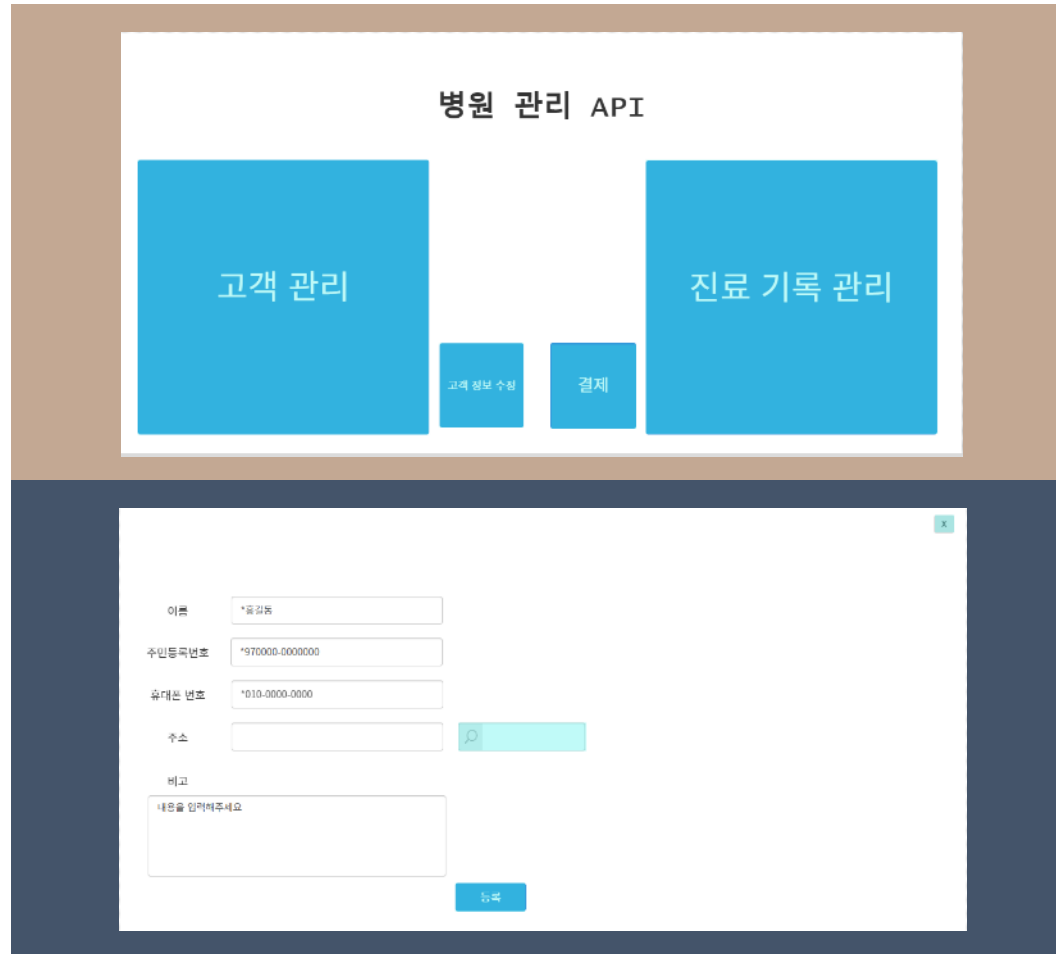 병원 관리 API
고객 관리
진료 기록 관리
고객 정보 수정
결제
x
이름
*홍길동
주민등록번호
*970000-0000000
휴대폰 번호
*010-0000-0000
주소
비고
내용을 입력해주세요
등록